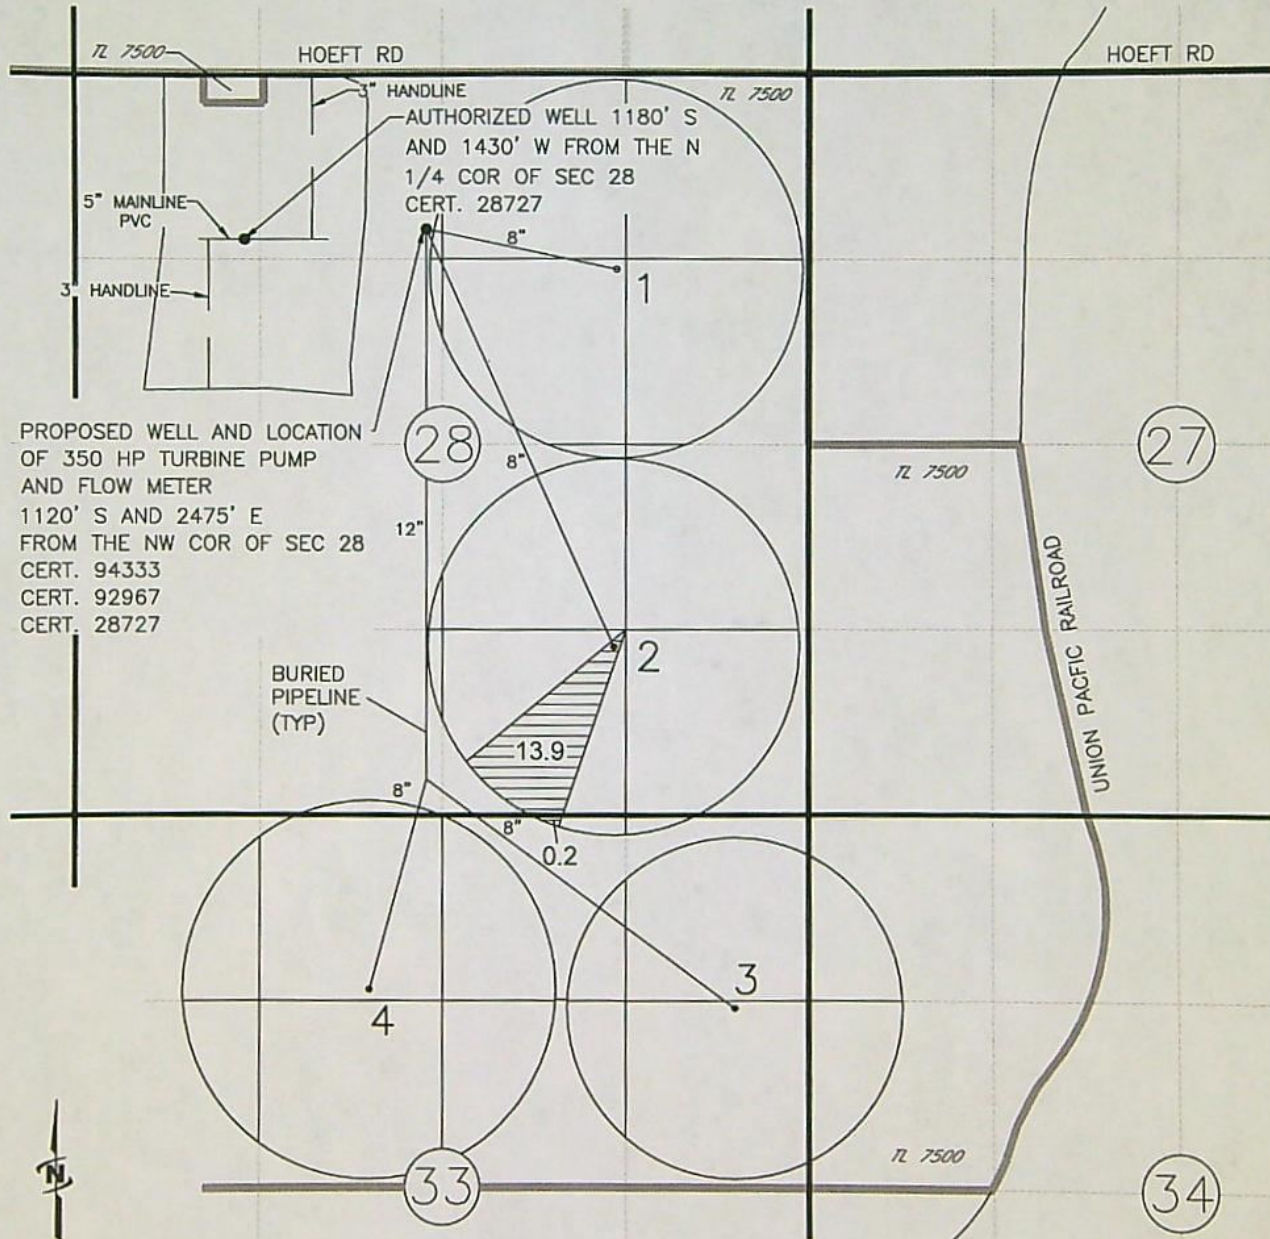 TL 7500
HOEFT RD
HOEFT RD
3" HANDLINE
TL 7500
AUTHORIZED WELL 1180' S
AND 1430' W FROM THE N
1/4 COR OF SEC 28
CERT. 28727
5" MAINLINE
PVC
8"
1
3" HANDLINE
PROPOSED WELL AND LOCATION
OF 350 HP TURBINE PUMP
AND FLOW METER
1120' S AND 2475' E
FROM THE NW COR OF SEC 28
CERT. 94333
CERT. 92967
CERT. 28727
28
27
8"
TL 7500
12"
UNION PACFIC RAILROAD
2
BURIED
PIPELINE
(TYP)
13.9
8"
8"
0.2
3
4
TL 7500
N
33
34